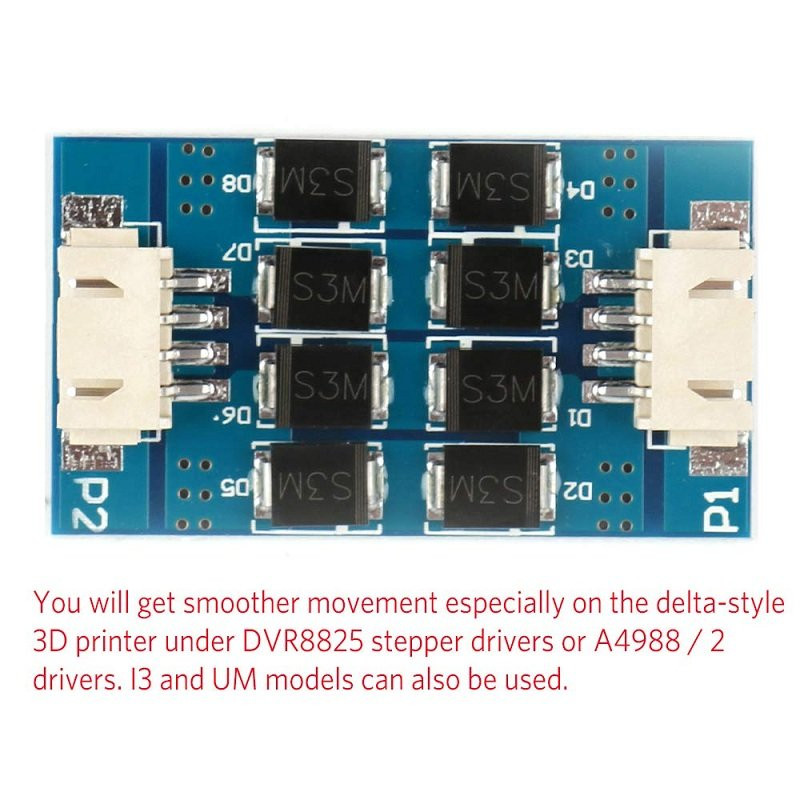 D8
D4
S3M
S3M
D7
D3
S3M
S3M
S3M
S3M
D6
D1
D5
D2
S3M
S3M
P2
P1
You will get smoother movement especially on the delta-style
3D printer under DVR8825 stepper drivers or A4988 / 2
drivers. I3 and UM models can also be used.